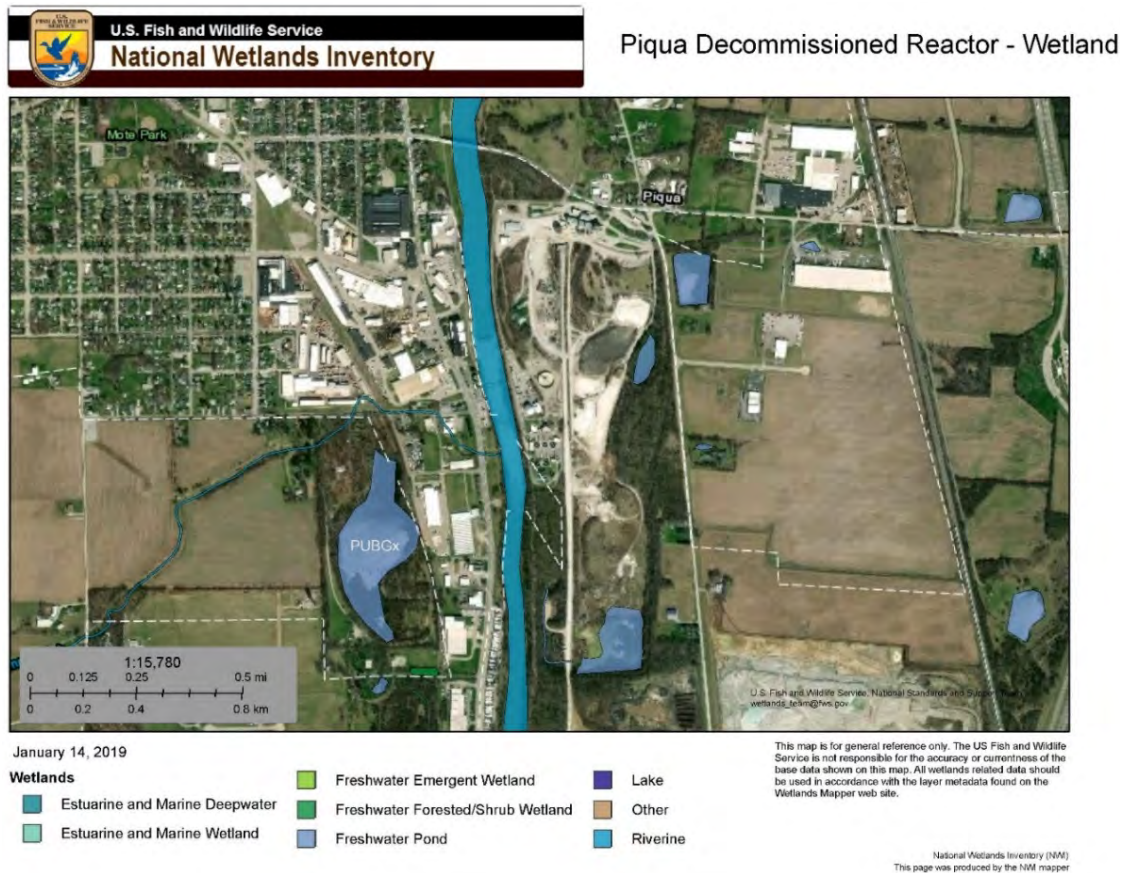 U.S.
FISH & WILDLIFE
SERVICE
U.S. Fish and Wildlife Service
National Wetlands Inventory
Piqua Decommissioned Reactor - Wetland
Mote Park
Piqua
PUBGx
1:15,780
0 0.125 0.25 0.5 mi
0 0.2 0.4 0.8 km
U.S. Fish and Wildlife Service, National Standards and Support Team,
wetlands_team@fws.gov
January 14, 2019
Wetlands
Estuarine and Marine Deepwater
Estuarine and Marine Wetland
Freshwater Emergent Wetland
Freshwater Forested/Shrub Wetland
Freshwater Pond
Lake
Other
Riverine
This map is for general reference only. The US Fish and Wildlife
Service is not responsible for the accuracy or currentness of the
base data shown on this map. All wetlands related data should
be used in accordance with the layer metadata found on the
Wetlands Mapper web site.
National Wetlands Inventory (NWI)
This page was produced by the NWI mapper